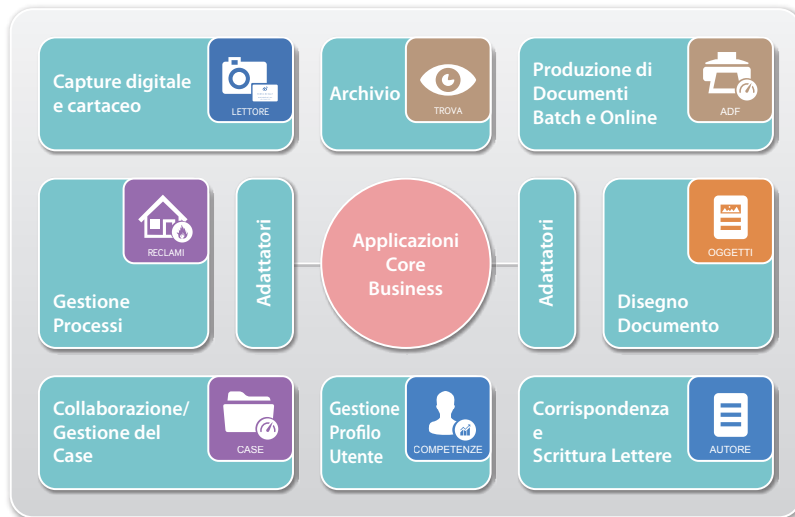 Capture digitale
e cartaceo
LETTORE
Archivio
TROVA
Produzione di
Documenti
Batch e Online
ADF
RECLAMI
Gestione
Processi
Adattatori
Applicazioni
Core
Business
Adattatori
OGGETTI
Disegno
Documento
Collaborazione/
Gestione del
Case
CASE
Gestione
Profilo
Utente
COMPETENZE
Corrispondenza
e
Scrittura Lettere
AUTORE